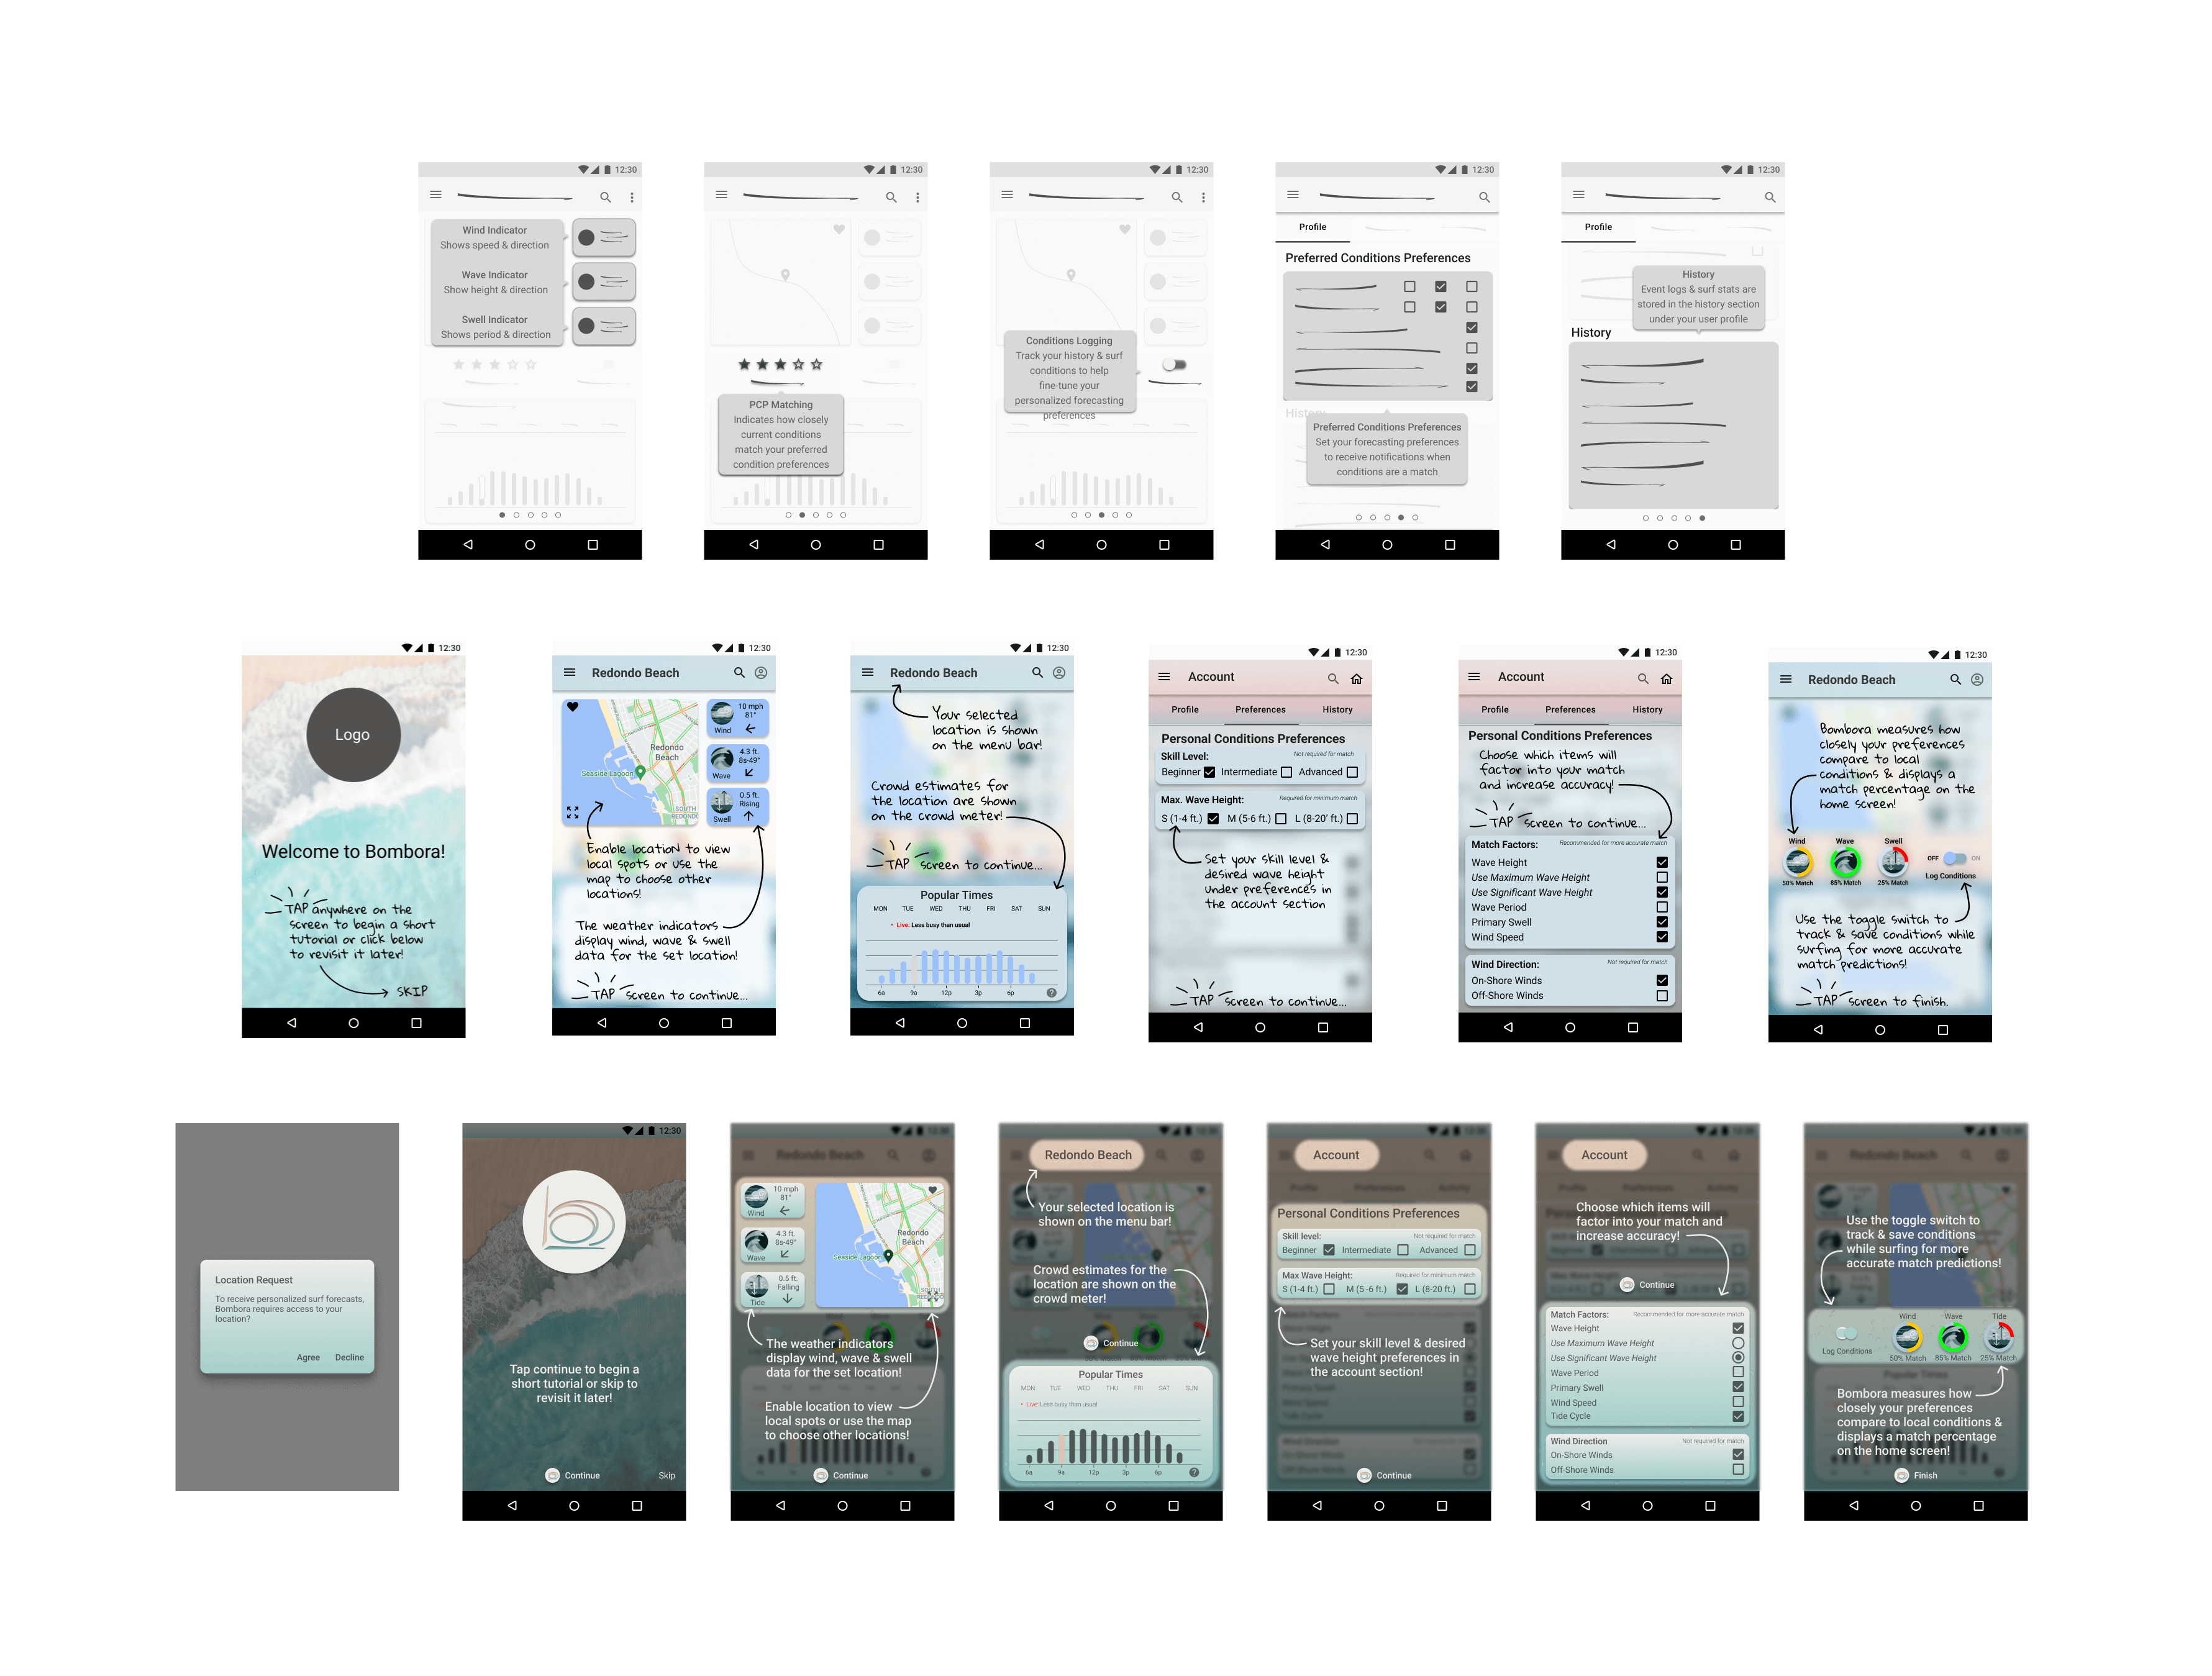 12:30
Wind Indicator
Shows speed & direction
Wave Indicator
Show height & direction
Swell Indicator
Shows period & direction
12:30
PCP Matching
Indicates how closely
current conditions
match your preferred
condition preferences
12:30
Conditions Logging
Track your history & surf
conditions to help
fine-tune your
personalized forecasting
preferences
12:30
Profile
Preferred Conditions Preferences
History
Preferred Conditions Preferences
Set your forecasting preferences
to receive notifications when
conditions are a match
12:30
Profile
History
Event logs & surf stats are
stored in the history section
under your user profile
History
12:30
Logo
Welcome to Bombora!
TAP anywhere on the
screen to begin a short
tutorial or click below
to revisit it later!
SKIP
12:30
Redondo Beach
10 mph
81°
Wind
4.3 ft.
8s-49°
Wave
0.5 ft.
Rising
Swell
Redondo
Beach
Seaside Lagoon
SOUTH
REDONDO
Enable location to view
local spots or use the
map to choose other
locations!
The weather indicators
display wind, wave & swell
data for the set location!
TAP screen to continue...
12:30
Redondo Beach
Your selected
location is shown
on the menu bar!
Crowd estimates for
the location are shown
on the crowd meter!
TAP screen to continue...
Popular Times
MON TUE WED THU FRI SAT SUN
• Live: Less busy than usual
6a 9a 12p 3p 6p
?
12:30
Account
Profile Preferences History
Personal Conditions Preferences
Skill Level: Not required for match
Beginner Intermediate Advanced
Max. Wave Height: Required for minimum match
S (1-4 ft.) M (5-6 ft.) L (8-20' ft.)
Set your skill level &
desired wave height
under preferences in
the account section
TAP screen to continue...
12:30
Account
Profile Preferences History
Personal Conditions Preferences
Choose which items will
factor into your match
and increase accuracy!
TAP screen to continue...
Match Factors: Recommended for more accurate match
Wave Height
Use Maximum Wave Height
Use Significant Wave Height
Wave Period
Primary Swell
Wind Speed
Wind Direction: Not required for match
On-Shore Winds
Off-Shore Winds
12:30
Redondo Beach
Bombora measures how
closely your preferences
compare to local
conditions & displays a
match percentage on the
home screen!
Wind Wave Swell
OFF ON
50% Match 85% Match 25% Match
Log Conditions
Use the toggle switch to
track & save conditions while
surfing for more accurate
match predictions!
TAP screen to finish.
Location Request
To receive personalized surf forecasts,
Bombora requires access to your
location?
Agree Decline
12:30
Tap continue to begin a
short tutorial or skip to
revisit it later!
Continue Skip
Redondo Beach
10 mph
81°
Wind
4.3 ft.
8s-49°
Wave
0.5 ft.
Falling
Tide
Redondo
Beach
Seaside Lagoon
SOUTH
The weather indicators
display wind, wave & swell
data for the set location!
Enable location to view
local spots or use the map
to choose other locations!
Continue
Redondo Beach
Your selected location is
shown on the menu bar!
Crowd estimates for the
location are shown on the
crowd meter!
Continue
Popular Times
MON TUE WED THU FRI SAT SUN
• Live: Less busy than usual
6a 9a 12p 3p 6p
?
Account
Profile Preferences Activity
Personal Conditions Preferences
Skill level: Not required for match
Beginner Intermediate Advanced
Max Wave Height: Required for minimum match
S (1-4 ft.) M (5-6 ft.) L (8-20 ft.)
Set your skill level & desired
wave height preferences in
the account section!
Continue
Account
Choose which items will
factor into your match and
increase accuracy!
Continue
Match Factors: Recommended for more accurate match
Wave Height
Use Maximum Wave Height
Use Significant Wave Height
Wave Period
Primary Swell
Wind Speed
Tide Cycle
Wind Direction Not required for match
On-Shore Winds
Off-Shore Winds
Redondo Beach
Use the toggle switch to
track & save conditions
while surfing for more
accurate match predictions!
Wind Wave Tide
Log Conditions
50% Match 85% Match 25% Match
Bombora measures how
closely your preferences
compare to local conditions &
displays a match percentage
on the home screen!
Finish